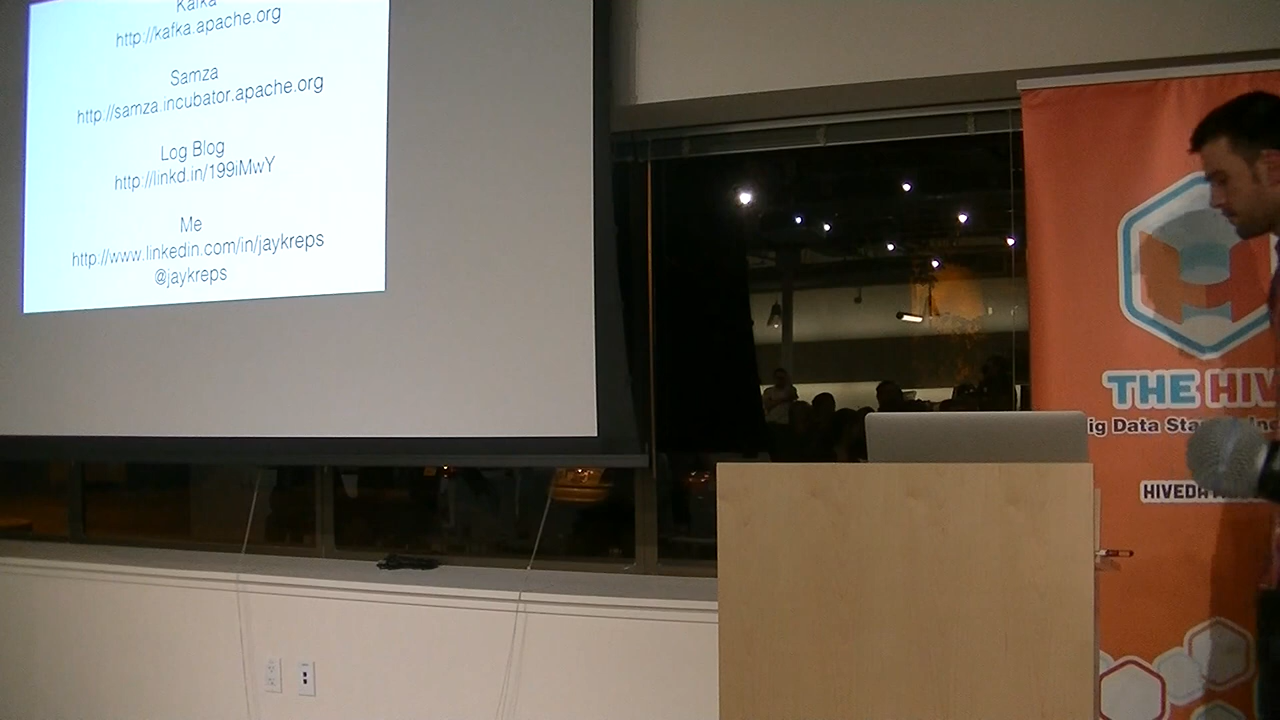 Kafka
http://kafka.apache.org
Samza
http://samza.incubator.apache.org
Log Blog
http://linkd.in/199iMwY
Me
http://www.linkedin.com/in/jaykreps
@jaykreps
THE HIV
ig Data Sta
HIVEDA